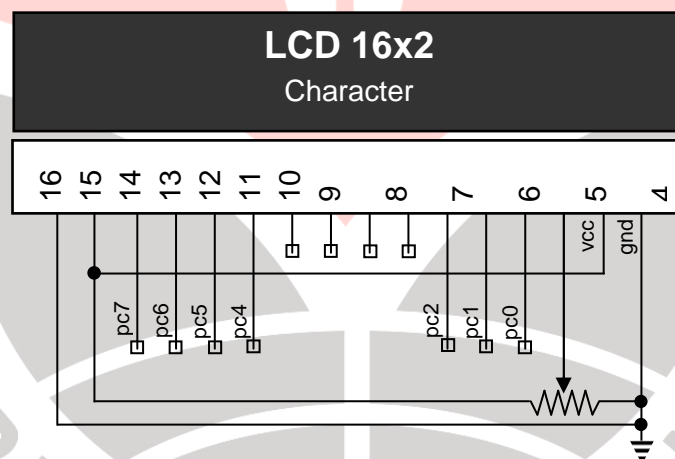 LCD 16x2
Character
16 15 14 13 12 11 10 9 8 7 6 5 4
vcc gnd
pc7 pc6 pc5 pc4 pc2 pc1 pc0